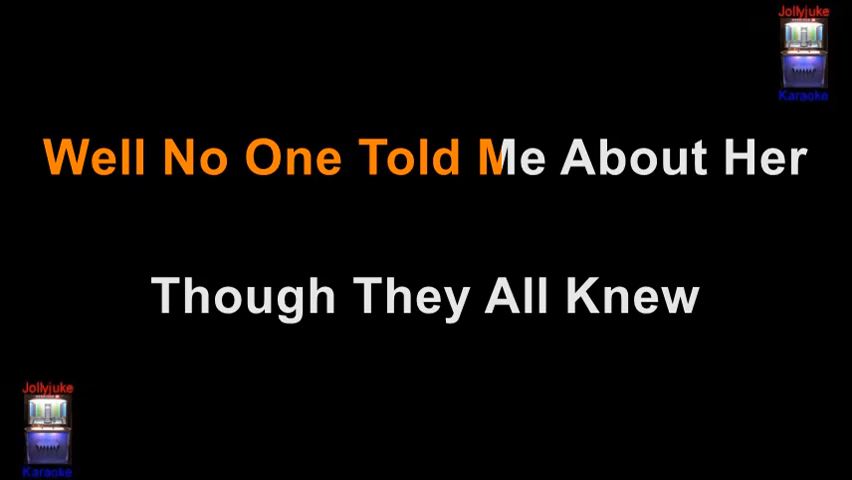 Jollyjuke
Karaoke
Well No One Told Me About Her
Though They All Knew
Jollyjuke
Karaoke